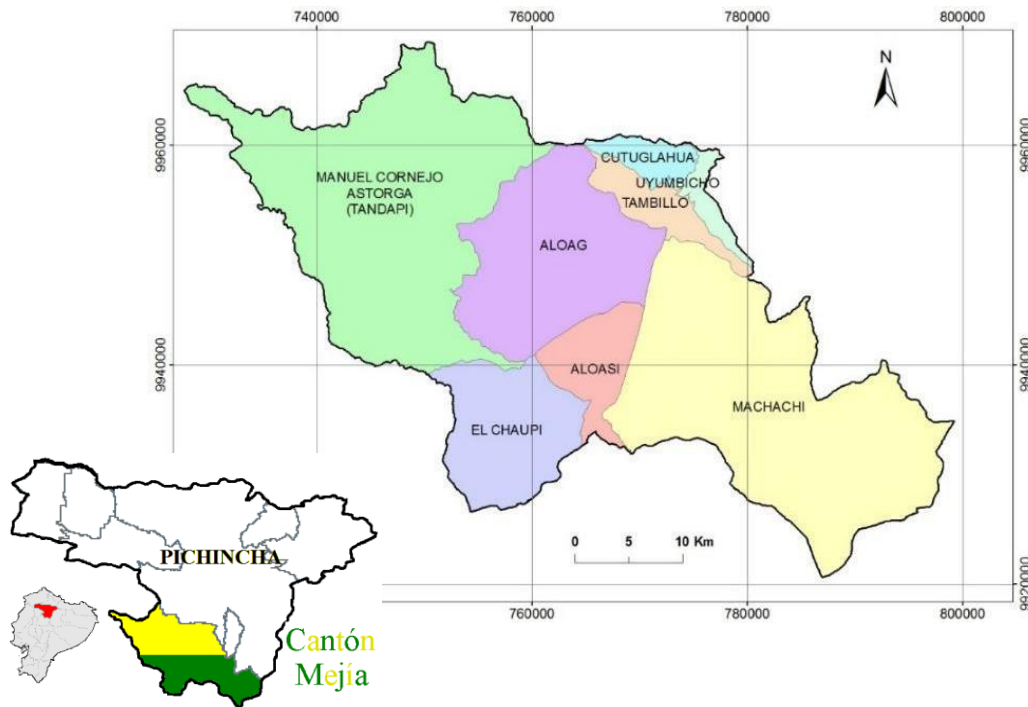 740000 760000 780000 800000
N
9960000 9960000
CUTUGLAHUA
MANUEL CORNEJO
ASTORGA
(TANDAPI)
UYUMBICHO
TAMBILLO
ALOAG
9940000 9940000
ALOASI
MACHACHI
EL CHAUPI
0 5 10 Km
PICHINCHA
9920000
760000 780000 800000
Cantón
Mejía